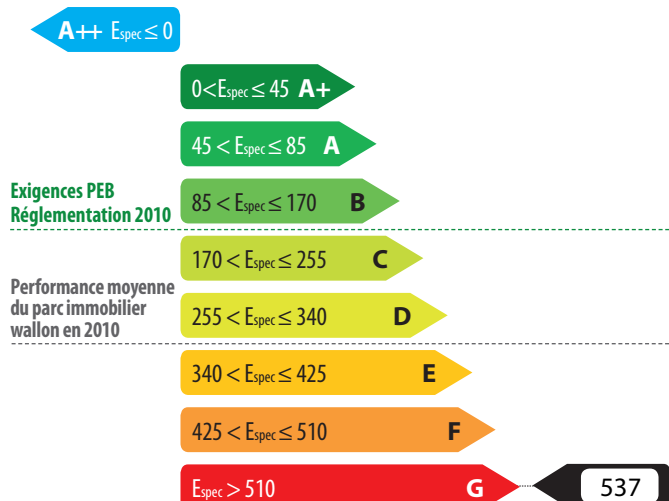 A++ Espec ≤ 0
0<Espec ≤ 45 A+
45 < Espec ≤ 85 A
Exigences PEB
Réglementation 2010
85 < Espec ≤ 170 B
170 < Espec ≤ 255 C
Performance moyenne
du parc immobilier
wallon en 2010
255 < Espec ≤ 340 D
340 < Espec ≤ 425 E
425 < Espec ≤ 510 F
Espec > 510 G
537